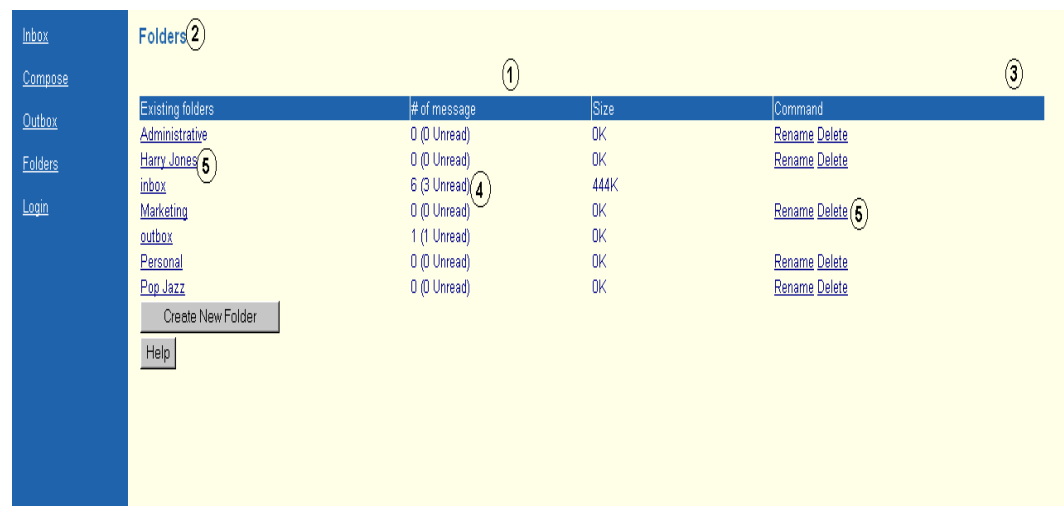 Inbox
Compose
Outbox
Folders
Login
Folders 2
1 3
Existing folders # of message Size Command
Administrative 0 (0 Unread) 0K Rename Delete
Harry Jones 5 0 (0 Unread) 0K Rename Delete
inbox 6 (3 Unread) 4 444K
Marketing 0 (0 Unread) 0K Rename Delete 5
outbox 1 (1 Unread) 0K
Personal 0 (0 Unread) 0K Rename Delete
Pop Jazz 0 (0 Unread) 0K Rename Delete
Create New Folder
Help